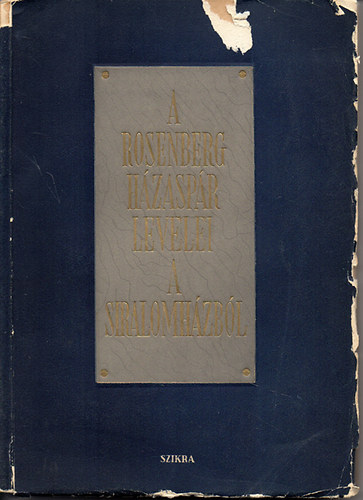 A
ROSENBERG
HÁZASPÁR
LEVELEI
A
SIRALOMHÁZBÓL
SZIKRA